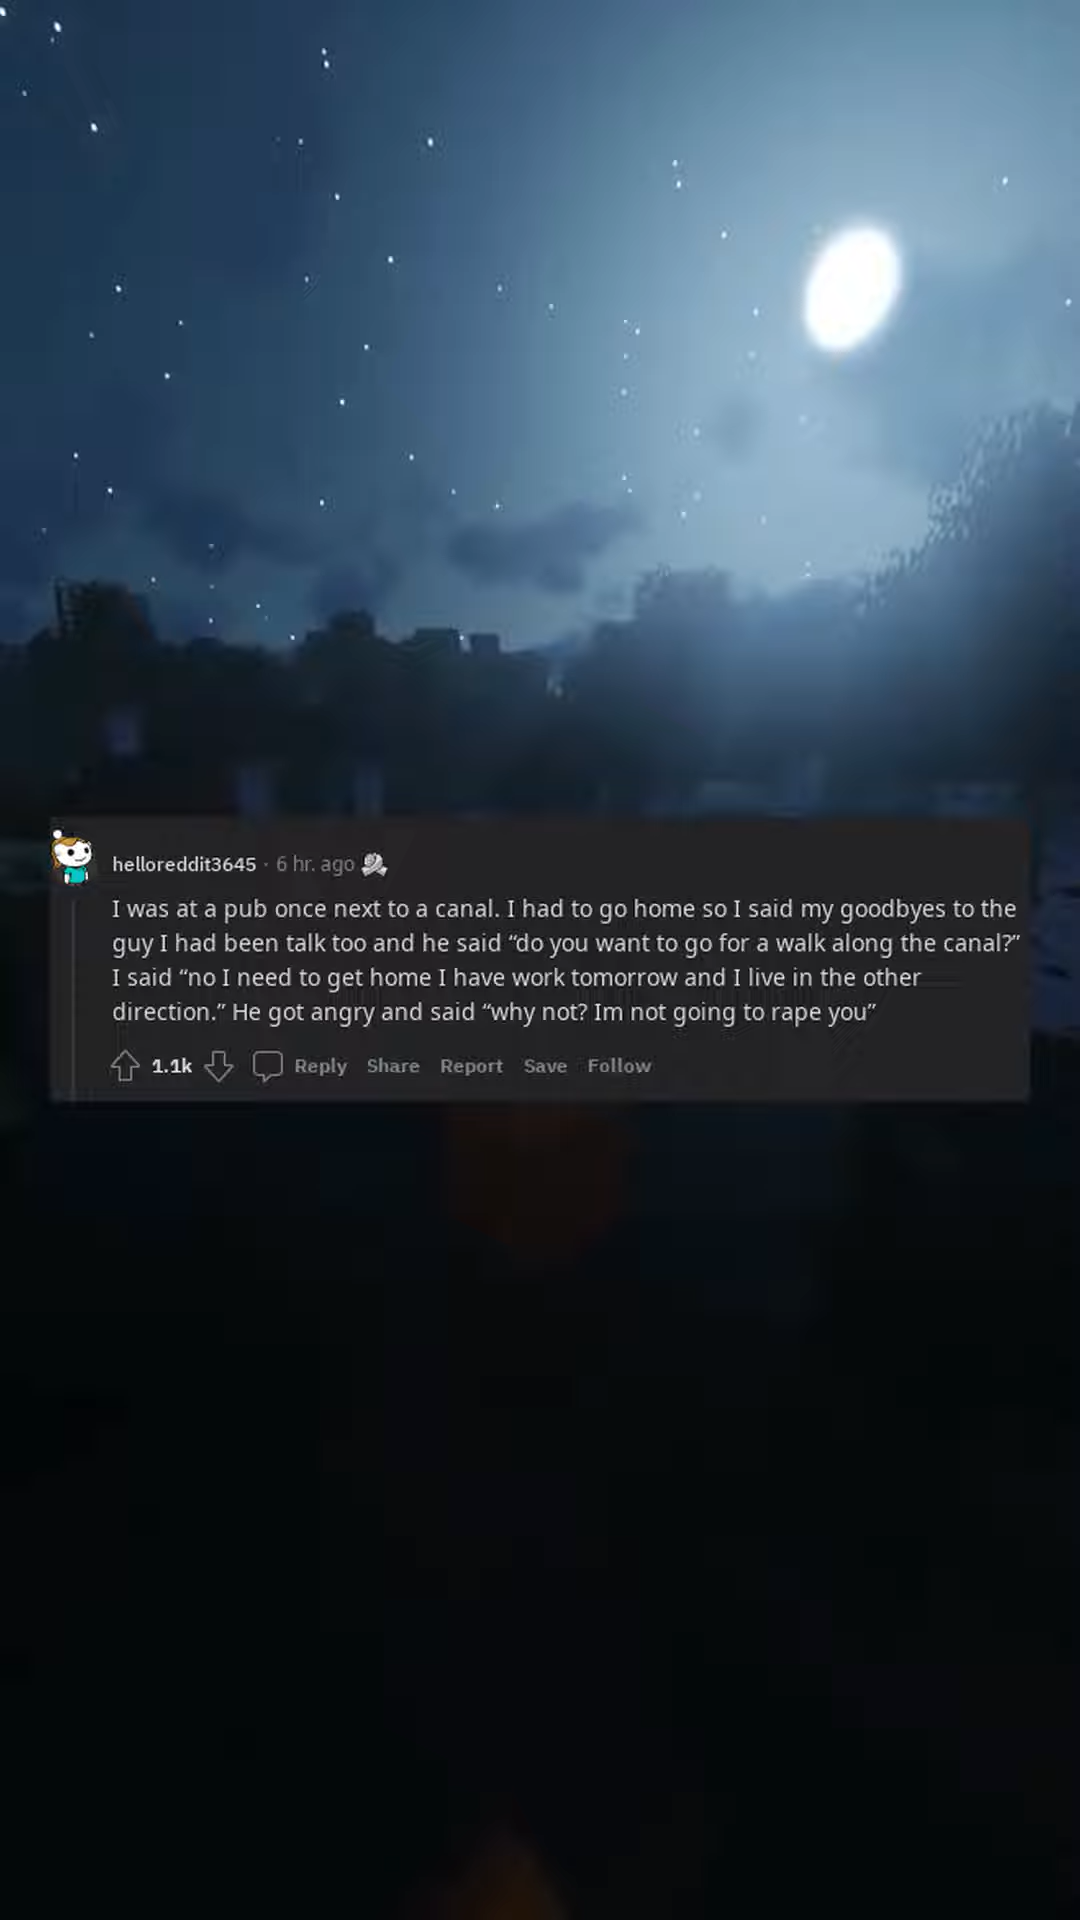 helloreddit3645 · 6 hr. ago
I was at a pub once next to a canal. I had to go home so I said my goodbyes to the
guy I had been talk too and he said “do you want to go for a walk along the canal?”
I said “no I need to get home I have work tomorrow and I live in the other
direction.” He got angry and said “why not? Im not going to rape you”
1.1k Reply Share Report Save Follow